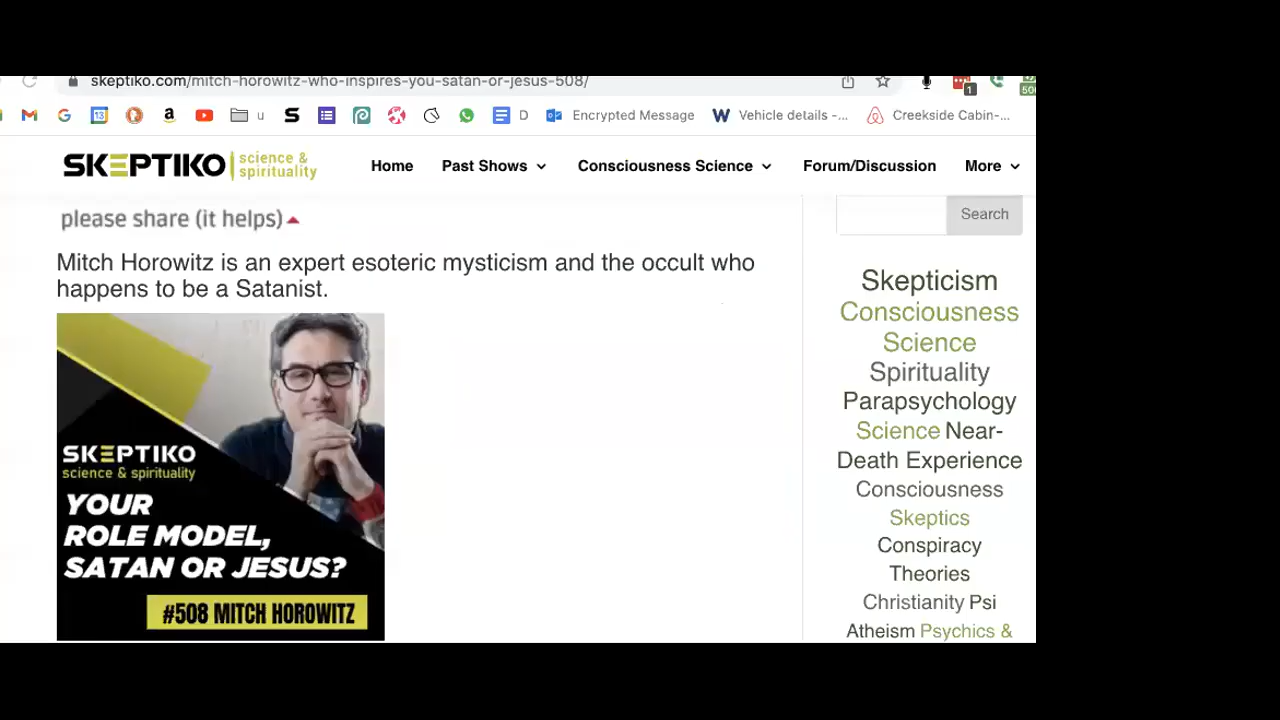 skeptiko.com/mitch-horowitz-who-inspires-you-satan-or-jesus-508/
1
500
13
u
D
Encrypted Message
Vehicle details -...
Creekside Cabin-...
SKEPTIKO science & spirituality
Home
Past Shows
Consciousness Science
Forum/Discussion
More
please share (it helps)
Search
Mitch Horowitz is an expert esoteric mysticism and the occult who
happens to be a Satanist.
SKEPTIKO
science & spirituality
YOUR
ROLE MODEL,
SATAN OR JESUS?
#508 MITCH HOROWITZ
Skepticism
Consciousness
Science
Spirituality
Parapsychology
Science Near-
Death Experience
Consciousness
Skeptics
Conspiracy
Theories
Christianity Psi
Atheism Psychics &